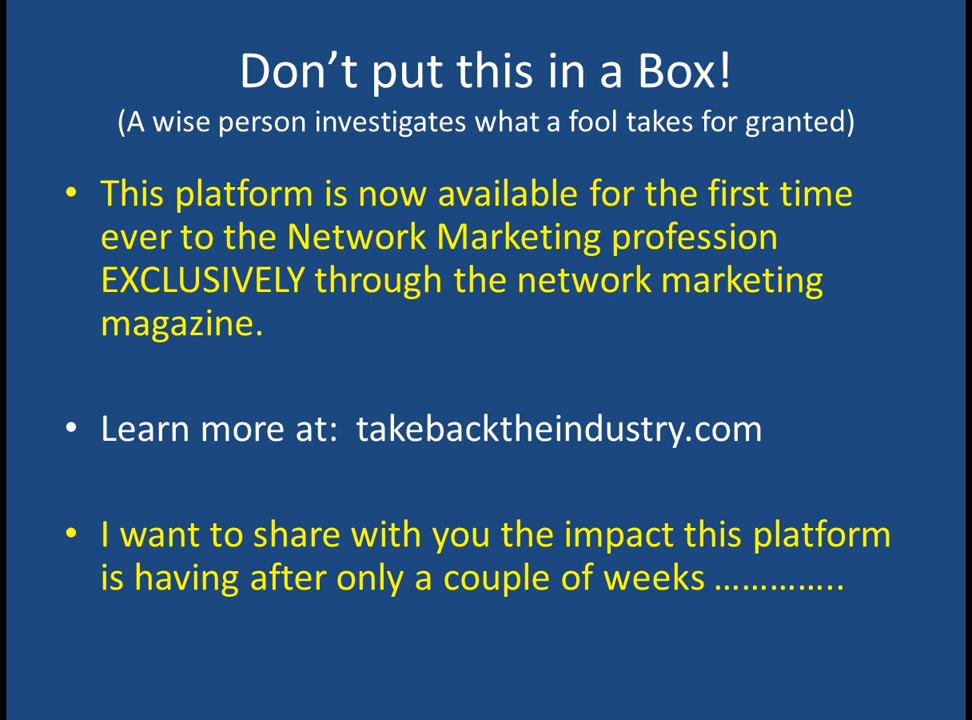 Don't put this in a Box!
(A wise person investigates what a fool takes for granted)
• This platform is now available for the first time
ever to the Network Marketing profession
EXCLUSIVELY through the network marketing
magazine.
• Learn more at:  takebacktheindustry.com
• I want to share with you the impact this platform
is having after only a couple of weeks …………..